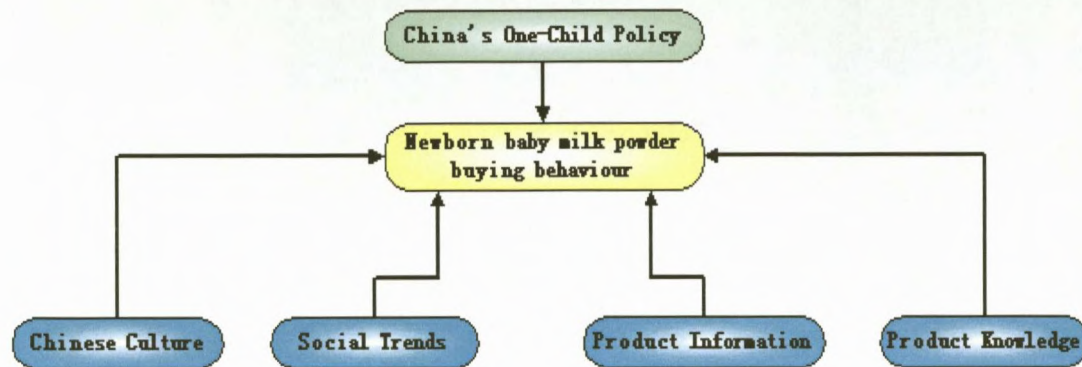 China's One-Child Policy
Newborn baby milk powder
buying behaviour
Chinese Culture
Social Trends
Product Information
Product Knowledge